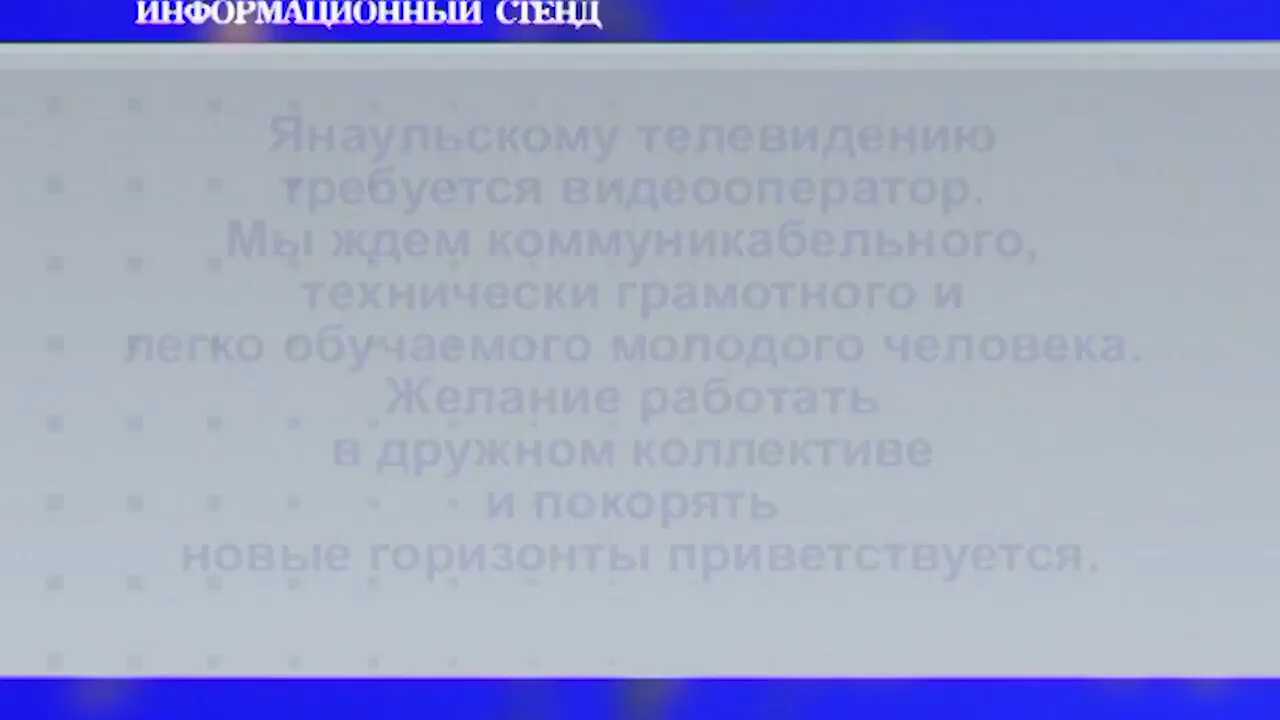 ИНФОРМАЦИОННЫЙ СТЕНД
Янаульскому телевидению
требуется видеооператор.
Мы ждем коммуникабельного,
технически грамотного и
легко обучаемого молодого человека.
Желание работать
в дружном коллективе
и покорять
новые горизонты приветствуется.